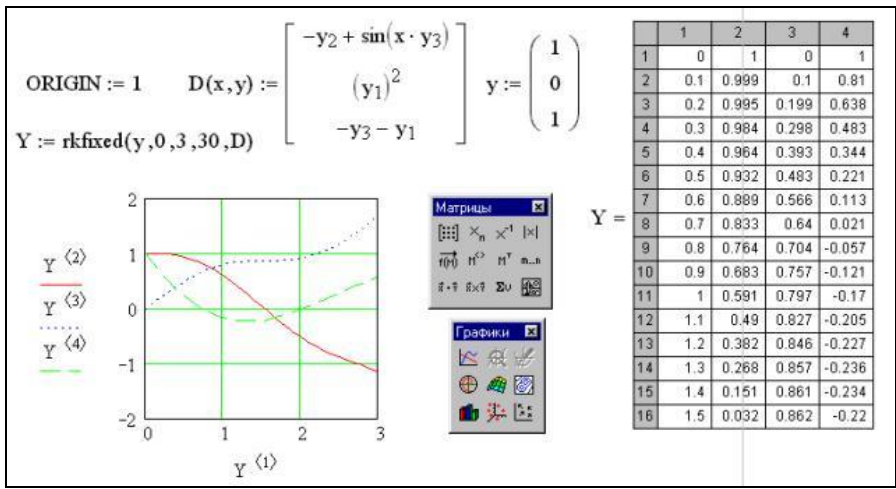 ORIGIN := 1
D(x,y) :=
−y₂ + sin(x · y₃)
(y₁)²
−y₃ − y₁
y :=
1
0
1
Y := rkfixed(y,0,3,30,D)
2
1
0
−1
−2
0 1 2 3
Y⟨2⟩
Y⟨3⟩
Y⟨4⟩
Y⟨1⟩
Матрицы
Графики
Y =
1 2 3 4
1 0 1 0 1
2 0.1 0.999 0.1 0.81
3 0.2 0.995 0.199 0.638
4 0.3 0.984 0.298 0.483
5 0.4 0.964 0.393 0.344
6 0.5 0.932 0.483 0.221
7 0.6 0.889 0.566 0.113
8 0.7 0.833 0.64 0.021
9 0.8 0.764 0.704 -0.057
10 0.9 0.683 0.757 -0.121
11 1 0.591 0.797 -0.17
12 1.1 0.49 0.827 -0.205
13 1.2 0.382 0.846 -0.227
14 1.3 0.268 0.857 -0.236
15 1.4 0.151 0.861 -0.234
16 1.5 0.032 0.862 -0.22